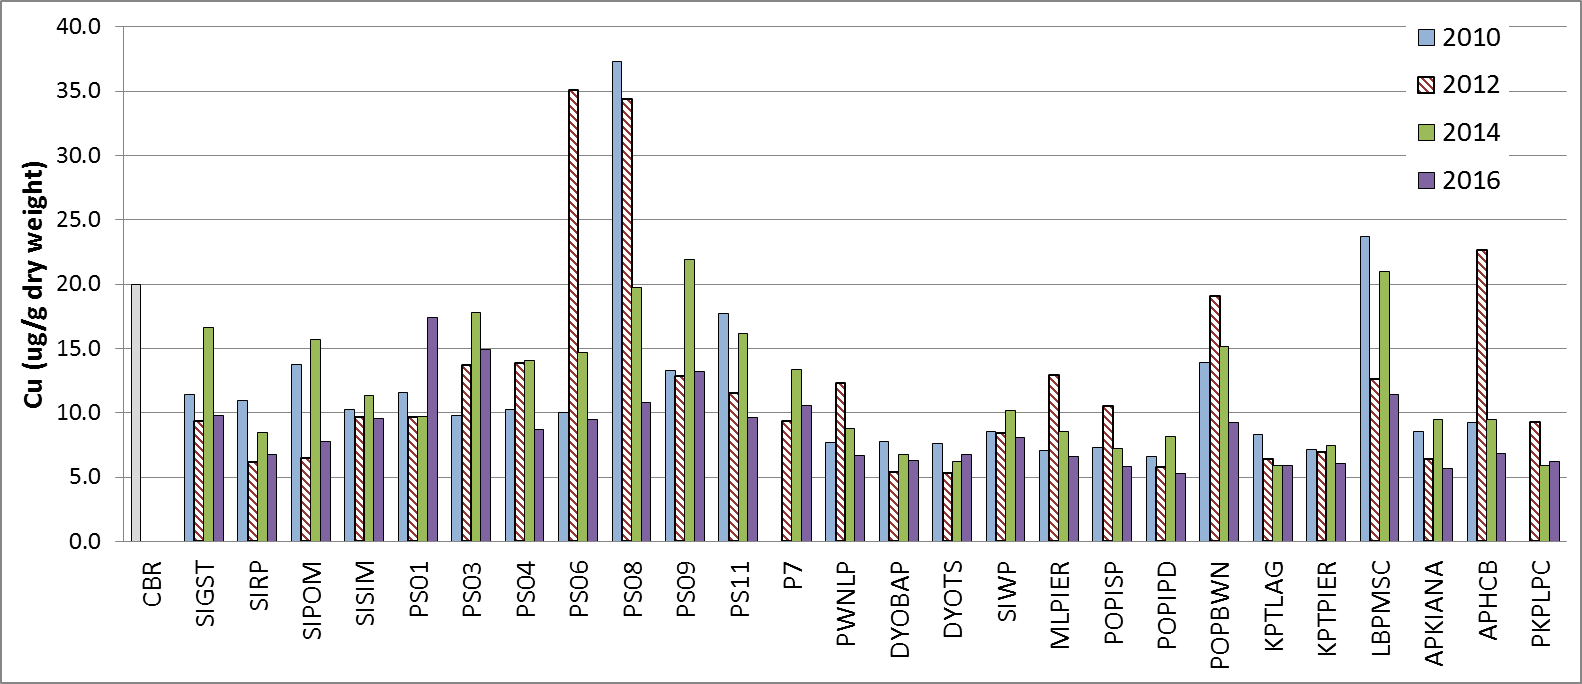 40.0
35.0
30.0
25.0
20.0
15.0
10.0
5.0
0.0
Cu (ug/g dry weight)
2010
2012
2014
2016
CBR
SIGST
SIRP
SIPOM
SISIM
PS01
PS03
PS04
PS06
PS08
PS09
PS11
P7
PWNLP
DYOBAP
DYOTS
SIWP
MLPIER
POPISP
POPIPD
POPBWN
KPTLAG
KPTPIER
LBPMSC
APKIANA
APHCB
PKPLPC